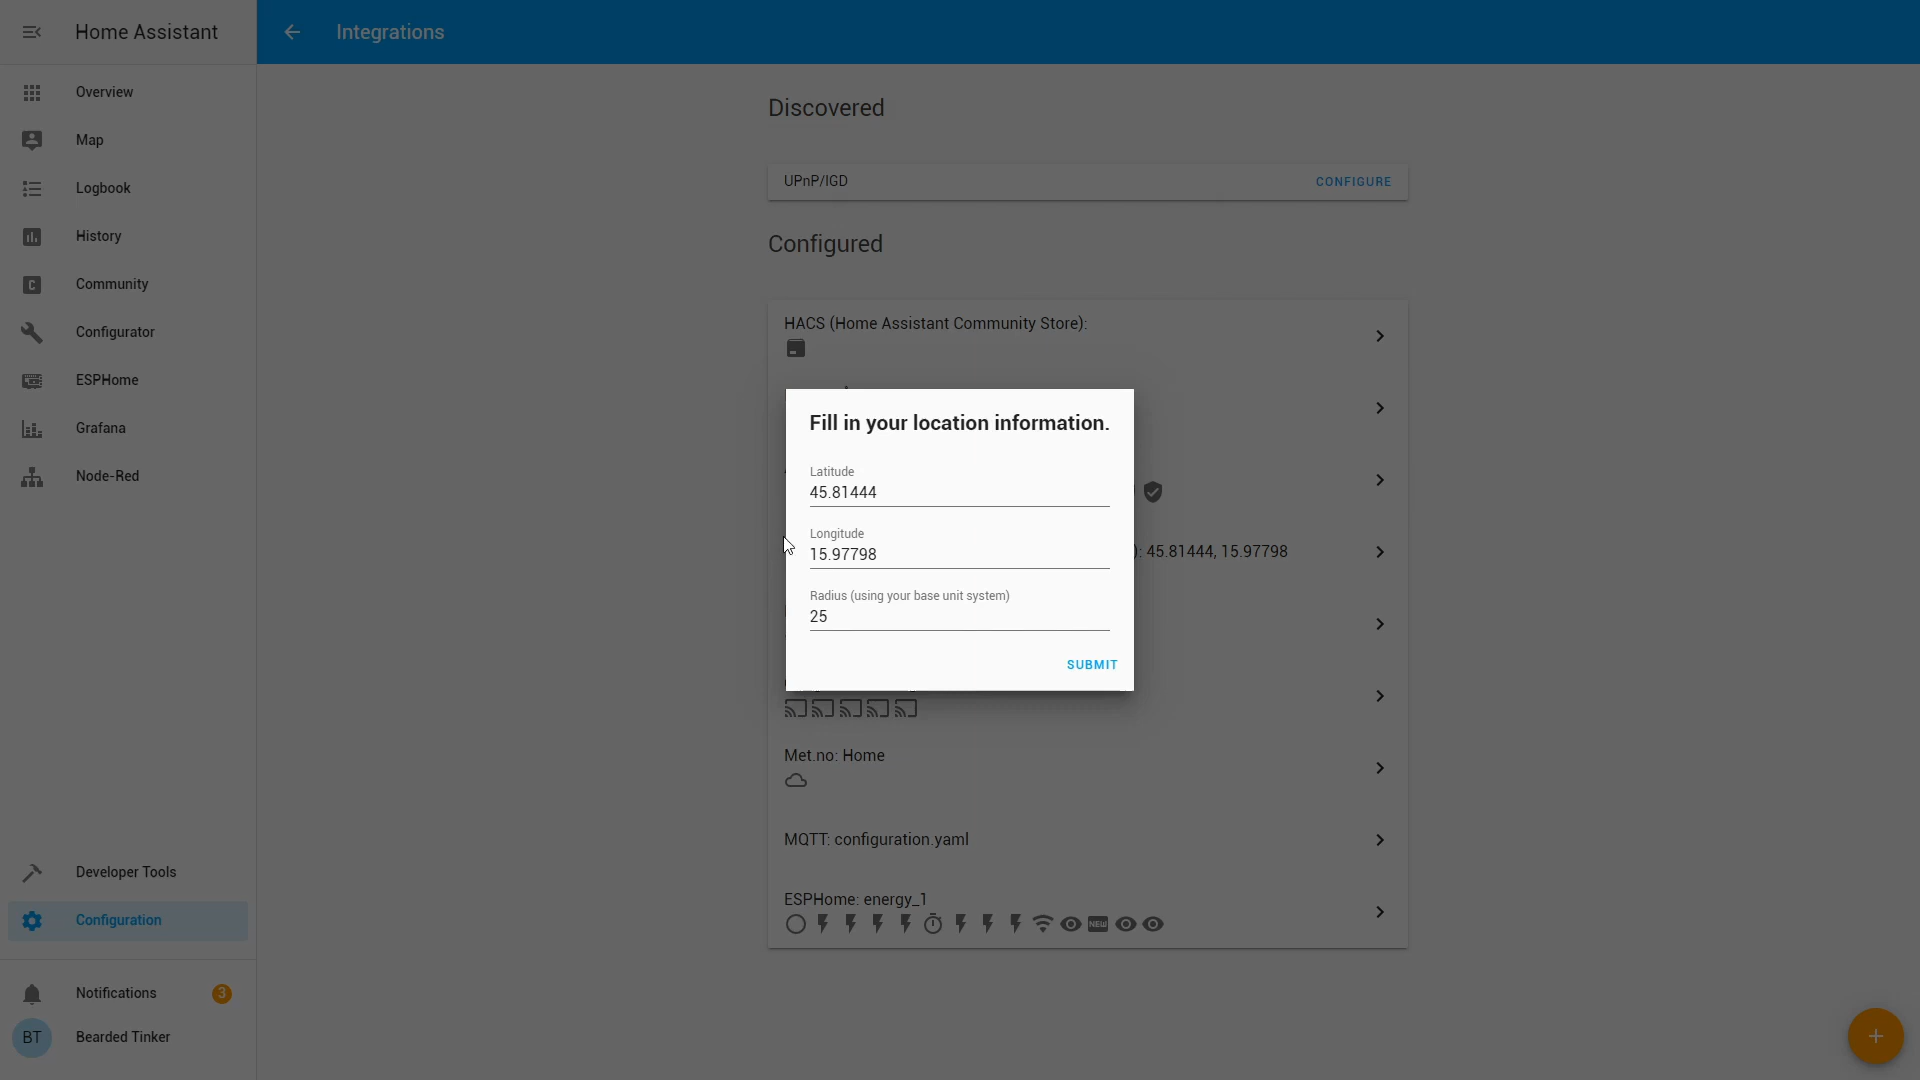 Home Assistant
Integrations
Overview
Map
Logbook
History
Community
C
Configurator
ESPHome
Grafana
Node-Red
Developer Tools
Configuration
Notifications
3
BT
Bearded Tinker
Discovered
UPnP/IGD
CONFIGURE
Configured
HACS (Home Assistant Community Store):
Fill in your location information.
Latitude
45.81444
Longitude
15.97798
): 45.81444, 15.97798
Radius (using your base unit system)
25
SUBMIT
Met.no: Home
MQTT: configuration.yaml
ESPHome: energy_1
NEW
+